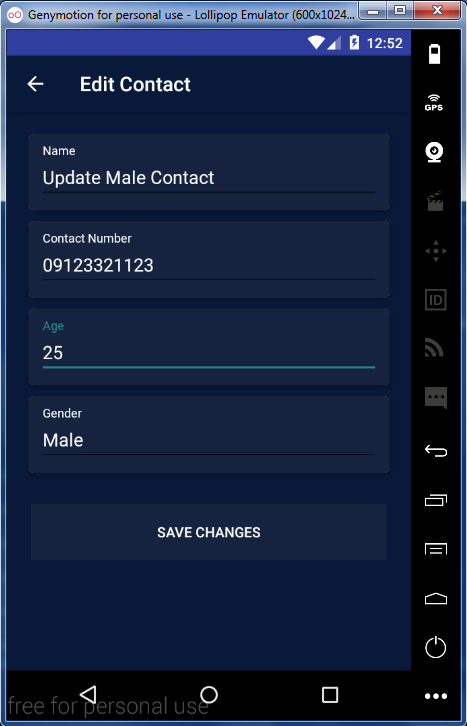 Genymotion for personal use - Lollipop Emulator (600x1024...
12:52
Edit Contact
GPS
Name
Update Male Contact
Contact Number
09123321123
Age
25
ID
Gender
Male
SAVE CHANGES
free for personal use